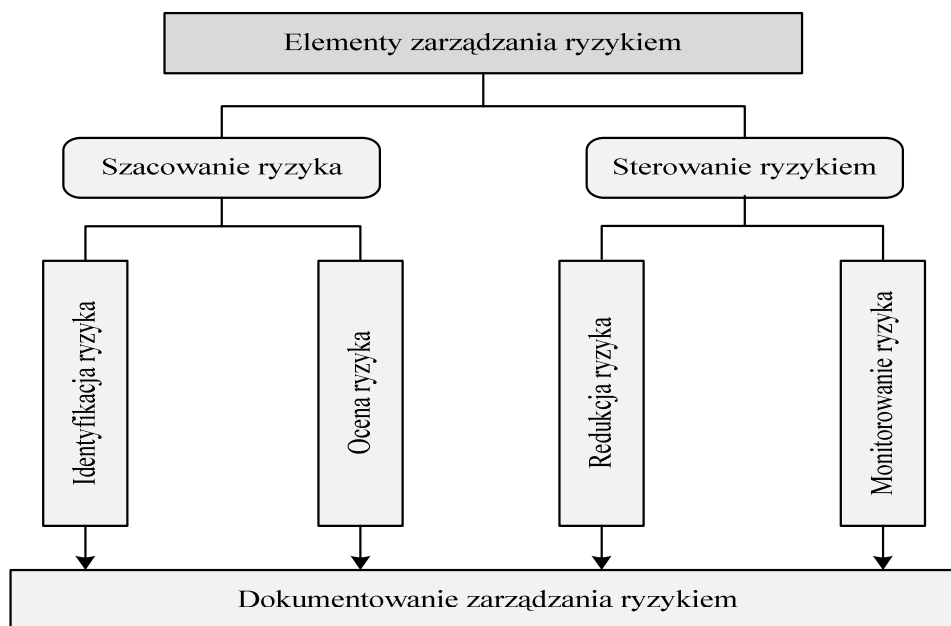 Elementy zarządzania ryzykiem
Szacowanie ryzyka
Sterowanie ryzykiem
Identyfikacja ryzyka
Ocena ryzyka
Redukcja ryzyka
Monitorowanie ryzyka
Dokumentowanie zarządzania ryzykiem